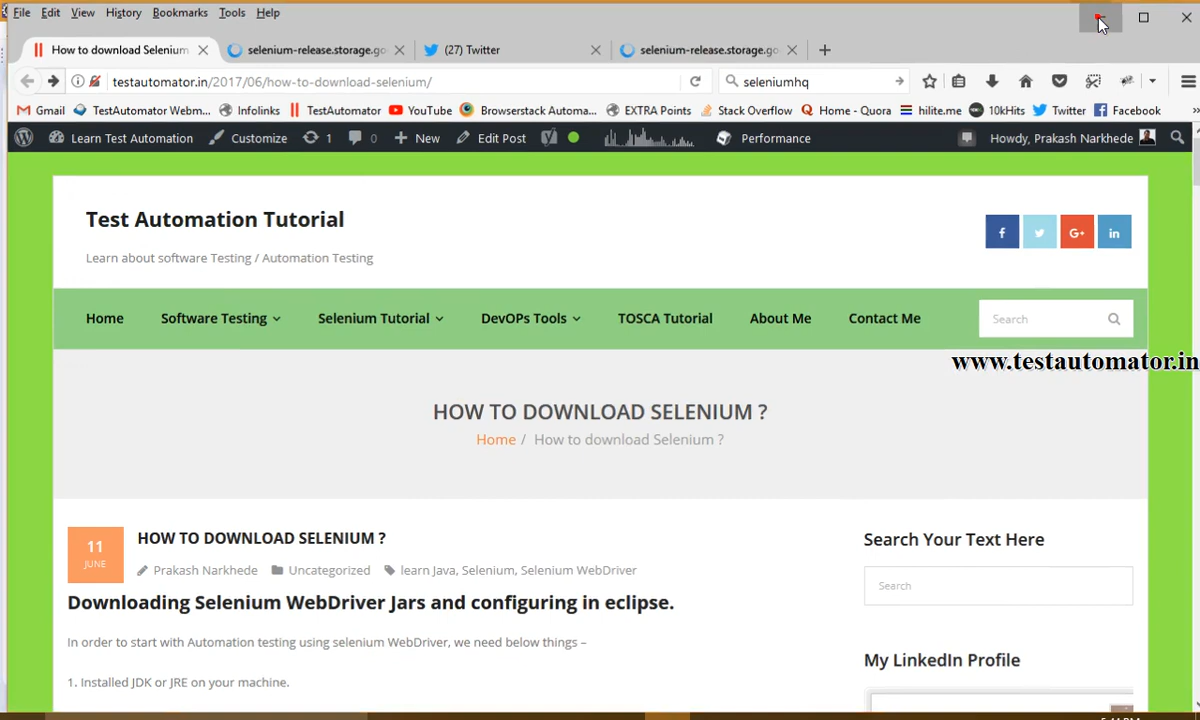 File Edit View History Bookmarks Tools Help
How to download Selenium
selenium-release.storage.go
(27) Twitter
selenium-release.storage.go
testautomator.in/2017/06/how-to-download-selenium/
seleniumhq
Gmail TestAutomator Webm... Infolinks TestAutomator YouTube Browserstack Automa... EXTRA Points Stack Overflow Home - Quora hilite.me 10kHits Twitter Facebook
Learn Test Automation Customize 1 0 New Edit Post Performance Howdy, Prakash Narkhede
Test Automation Tutorial
Learn about software Testing / Automation Testing
Home Software Testing Selenium Tutorial DevOPs Tools TOSCA Tutorial About Me Contact Me Search
www.testautomator.in
HOW TO DOWNLOAD SELENIUM ?
Home / How to download Selenium ?
11
JUNE
HOW TO DOWNLOAD SELENIUM ?
Prakash Narkhede Uncategorized learn Java, Selenium, Selenium WebDriver
Downloading Selenium WebDriver Jars and configuring in eclipse.
In order to start with Automation testing using selenium WebDriver, we need below things –
1. Installed JDK or JRE on your machine.
Search Your Text Here
Search
My LinkedIn Profile